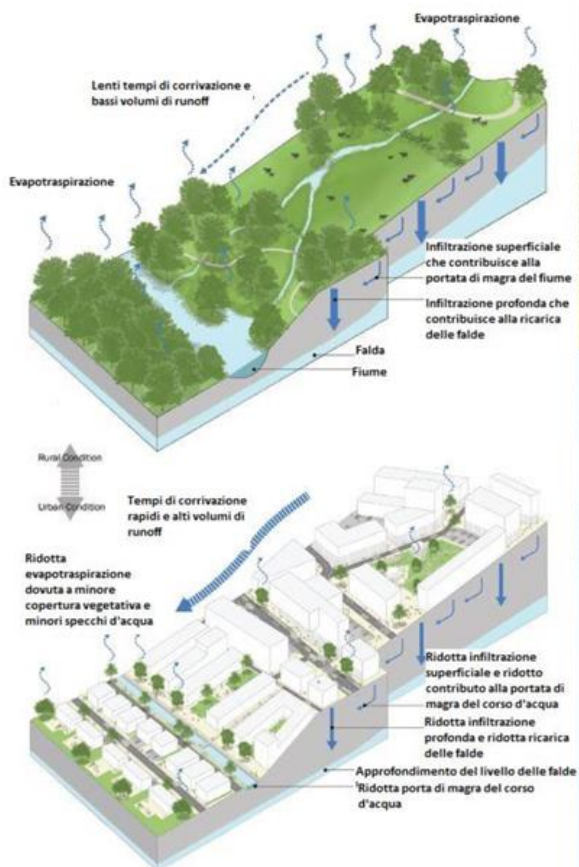 Evapotraspirazione
Lenti tempi di corrivazione e
bassi volumi di runoff
Evapotraspirazione
Infiltrazione superficiale
che contribuisce alla
portata di magra del fiume
Infiltrazione profonda che
contribuisce alla ricarica
delle falde
Falda
Fiume
Rural Condition
Urban Condition
Tempi di corrivazione
rapidi e alti volumi di
runoff
Ridotta
evapotraspirazione
dovuta a minore
copertura vegetativa e
minori specchi d'acqua
Ridotta infiltrazione
superficiale e ridotto
contributo alla portata di
magra del corso d'acqua
Ridotta infiltrazione
profonda e ridotta ricarica
delle falde
Approfondimento del livello delle falde
Ridotta porta di magra del corso
d'acqua